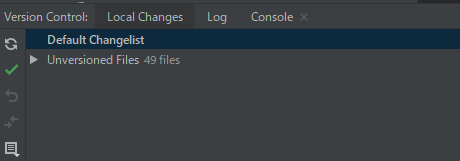 Version Control: Local Changes Log Console
Default Changelist
Unversioned Files 49 files